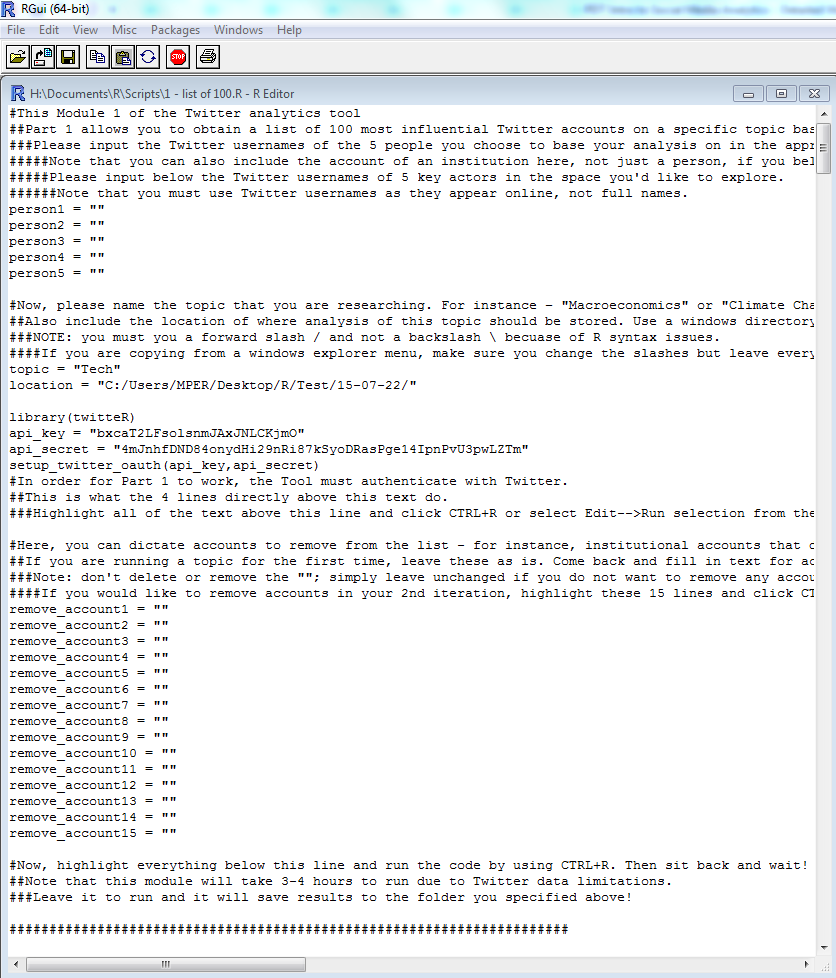 RGui (64-bit)
File Edit View Misc Packages Windows Help
STOP
H:\Documents\R\Scripts\1 - list of 100.R - R Editor
#This Module 1 of the Twitter analytics tool
##Part 1 allows you to obtain a list of 100 most influential Twitter accounts on a specific topic bas
###Please input the Twitter usernames of the 5 people you choose to base your analysis on in the appr
#####Note that you can also include the account of an institution here, not just a person, if you bel
#####Please input below the Twitter usernames of 5 key actors in the space you'd like to explore.
######Note that you must use Twitter usernames as they appear online, not full names.
person1 = ""
person2 = ""
person3 = ""
person4 = ""
person5 = ""
#Now, please name the topic that you are researching. For instance - "Macroeconomics" or "Climate Cha
##Also include the location of where analysis of this topic should be stored. Use a windows directory
###NOTE: you must you a forward slash / and not a backslash \ becuase of R syntax issues.
####If you are copying from a windows explorer menu, make sure you change the slashes but leave every
topic = "Tech"
location = "C:/Users/MPER/Desktop/R/Test/15-07-22/"
library(twitteR)
api_key = "bxcaT2LFsolsnmJAxJNLCKjmO"
api_secret = "4mJnhfDND84onydHi29nRi87kSyoDRasPge14IpnPvU3pwLZTm"
setup_twitter_oauth(api_key,api_secret)
#In order for Part 1 to work, the Tool must authenticate with Twitter.
##This is what the 4 lines directly above this text do.
###Highlight all of the text above this line and click CTRL+R or select Edit-->Run selection from the
#Here, you can dictate accounts to remove from the list - for instance, institutional accounts that c
##If you are running a topic for the first time, leave these as is. Come back and fill in text for ac
###Note: don't delete or remove the ""; simply leave unchanged if you do not want to remove any accou
####If you would like to remove accounts in your 2nd iteration, highlight these 15 lines and click CT
remove_account1 = ""
remove_account2 = ""
remove_account3 = ""
remove_account4 = ""
remove_account5 = ""
remove_account6 = ""
remove_account7 = ""
remove_account8 = ""
remove_account9 = ""
remove_account10 = ""
remove_account11 = ""
remove_account12 = ""
remove_account13 = ""
remove_account14 = ""
remove_account15 = ""
#Now, highlight everything below this line and run the code by using CTRL+R. Then sit back and wait!
##Note that this module will take 3-4 hours to run due to Twitter data limitations.
###Leave it to run and it will save results to the folder you specified above!
######################################################################